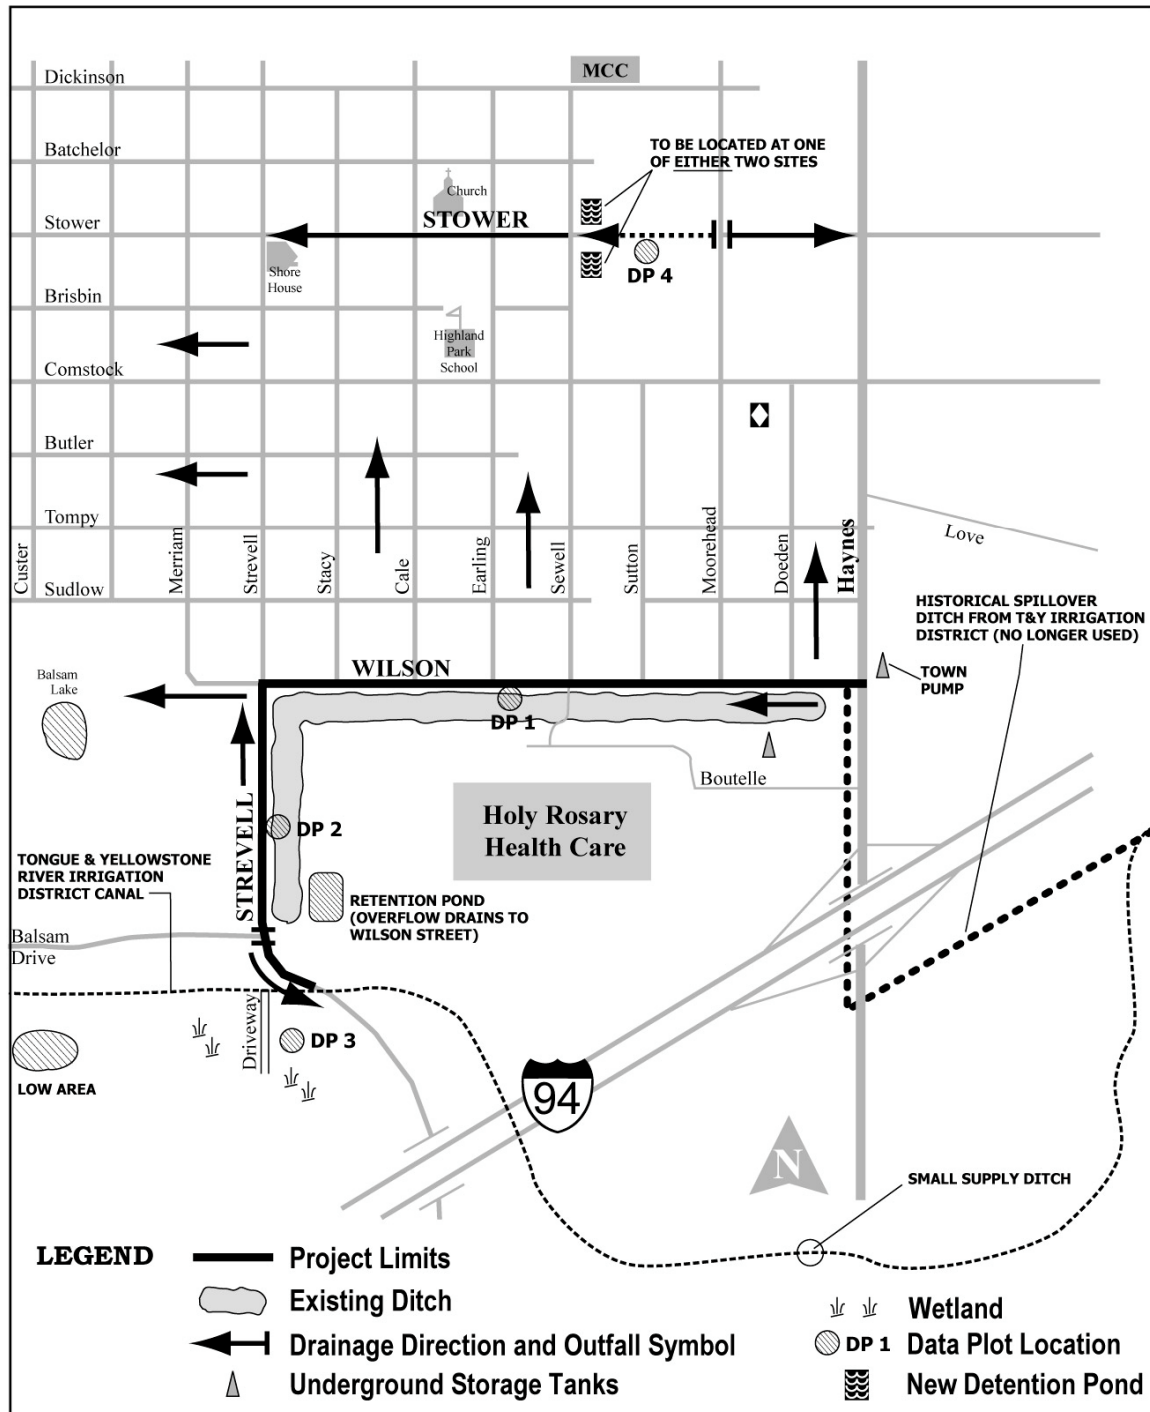 MCC
Dickinson
Batchelor
TO BE LOCATED AT ONE
OF EITHER TWO SITES
Church
Stower
STOWER
DP 4
Shore
House
Brisbin
Highland
Park
School
Comstock
Butler
Tompy
Custer
Merriam
Strevell
Stacy
Cale
Earling
Sewell
Sutton
Moorehead
Doeden
Haynes
Love
Sudlow
HISTORICAL SPILLOVER
DITCH FROM T&Y IRRIGATION
DISTRICT (NO LONGER USED)
WILSON
TOWN
PUMP
Balsam
Lake
DP 1
Boutelle
Holy Rosary
Health Care
DP 2
STREVELL
TONGUE & YELLOWSTONE
RIVER IRRIGATION
DISTRICT CANAL
RETENTION POND
(OVERFLOW DRAINS TO
WILSON STREET)
Balsam
Drive
Driveway
DP 3
LOW AREA
94
N
SMALL SUPPLY DITCH
LEGEND
Project Limits
Existing Ditch
Drainage Direction and Outfall Symbol
Underground Storage Tanks
Wetland
DP 1 Data Plot Location
New Detention Pond